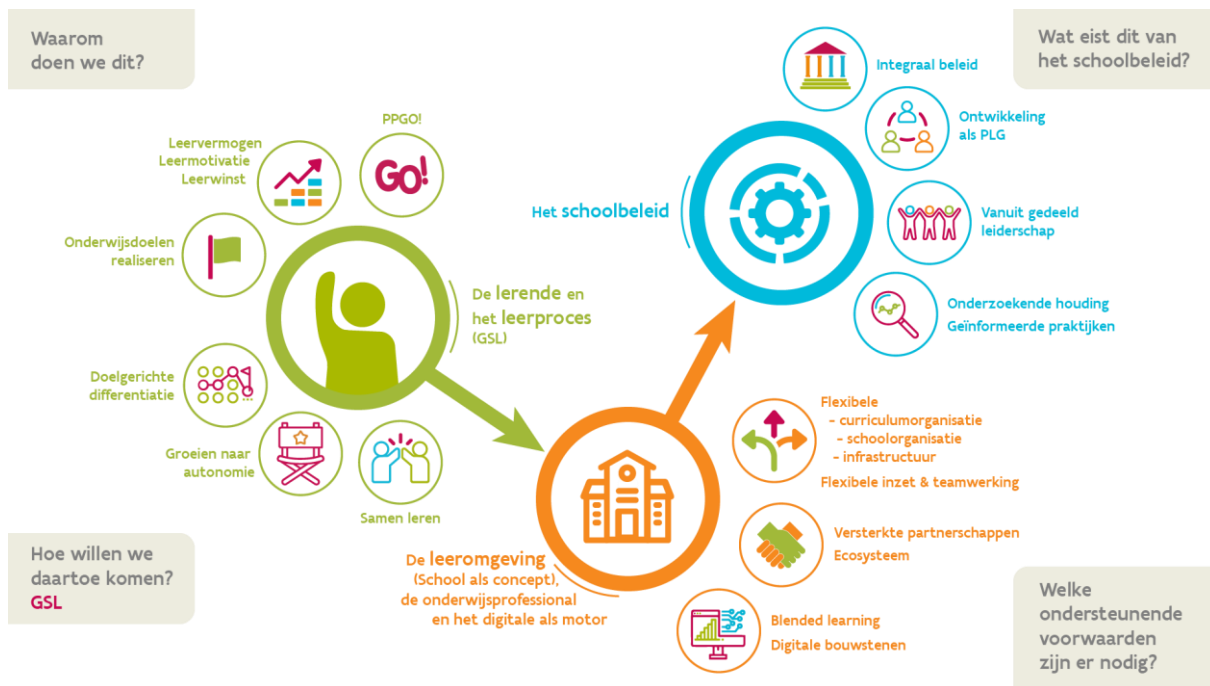 Waarom
doen we dit?
PPGO!
GO!
Leervermogen
Leermotivatie
Leerwinst
Onderwijsdoelen
realiseren
De lerende en
het leerproces
(GSL)
Doelgerichte
differentiatie
Groeien naar
autonomie
Samen leren
Hoe willen we
daartoe komen?
GSL
Wat eist dit van
het schoolbeleid?
Integraal beleid
Ontwikkeling
als PLG
Het schoolbeleid
Vanuit gedeeld
leiderschap
Onderzoekende houding
Geïnformeerde praktijken
Flexibele
- curriculumorganisatie
- schoolorganisatie
- infrastructuur
Flexibele inzet & teamwerking
Versterkte partnerschappen
Ecosysteem
De leeromgeving
(School als concept),
de onderwijsprofessional
en het digitale als motor
Blended learning
Digitale bouwstenen
Welke
ondersteunende
voorwaarden
zijn er nodig?